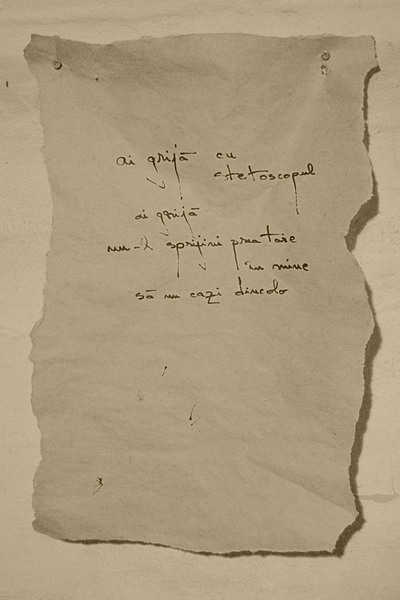 ai grijă cu
stetoscopul
ai grijă
nu-l sprijini prea tare
în mine
să nu cazi dincolo